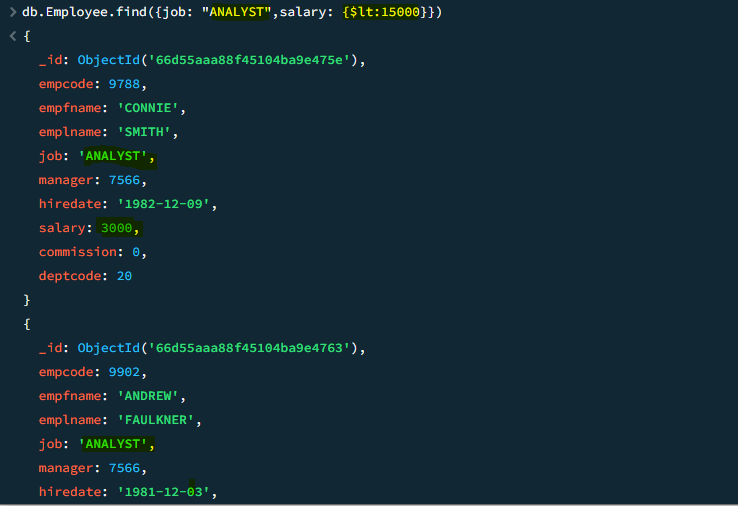 db.Employee.find({job: "ANALYST",salary: {$lt:15000}})
{
_id: ObjectId('66d55aaa88f45104ba9e475e'),
empcode: 9788,
empfname: 'CONNIE',
emplname: 'SMITH',
job: 'ANALYST',
manager: 7566,
hiredate: '1982-12-09',
salary: 3000,
commission: 0,
deptcode: 20
}
{
_id: ObjectId('66d55aaa88f45104ba9e4763'),
empcode: 9902,
empfname: 'ANDREW',
emplname: 'FAULKNER',
job: 'ANALYST',
manager: 7566,
hiredate: '1981-12-03',